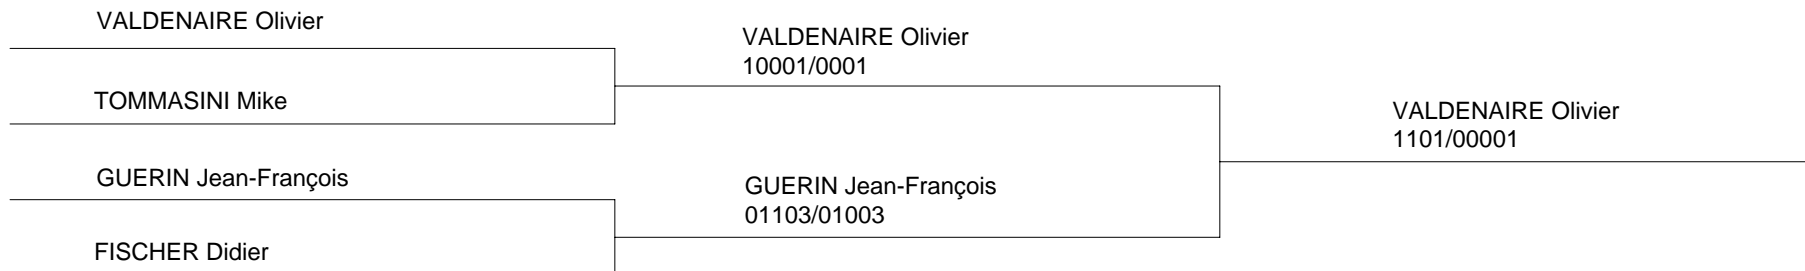 VALDENAIRE Olivier
TOMMASINI Mike
GUERIN Jean-François
FISCHER Didier
VALDENAIRE Olivier
10001/0001
GUERIN Jean-François
01103/01003
VALDENAIRE Olivier
1101/00001